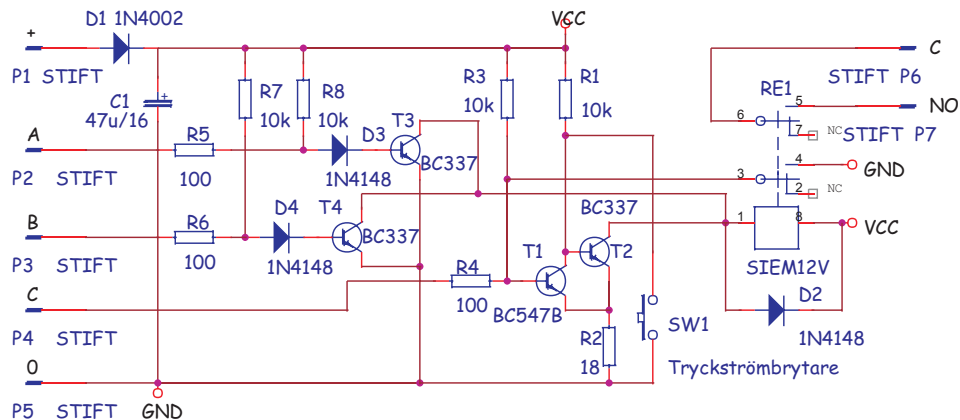 D1 1N4002
VCC
+
P1 STIFT
C1
47u/16
R7
10k
R8
10k
R3
10k
R1
10k
C
STIFT P6
RE1
5
NO
6
NC
7
STIFT P7
A
P2 STIFT
R5
100
D3
1N4148
T3
BC337
4
GND
3
2
NC
B
P3 STIFT
R6
100
D4
1N4148
T4
BC337
BC337
T1
T2
1
8
VCC
SIEM12V
R4
100
BC547B
C
P4 STIFT
R2
18
SW1
D2
1N4148
Tryckströmbrytare
0
P5 STIFT
GND